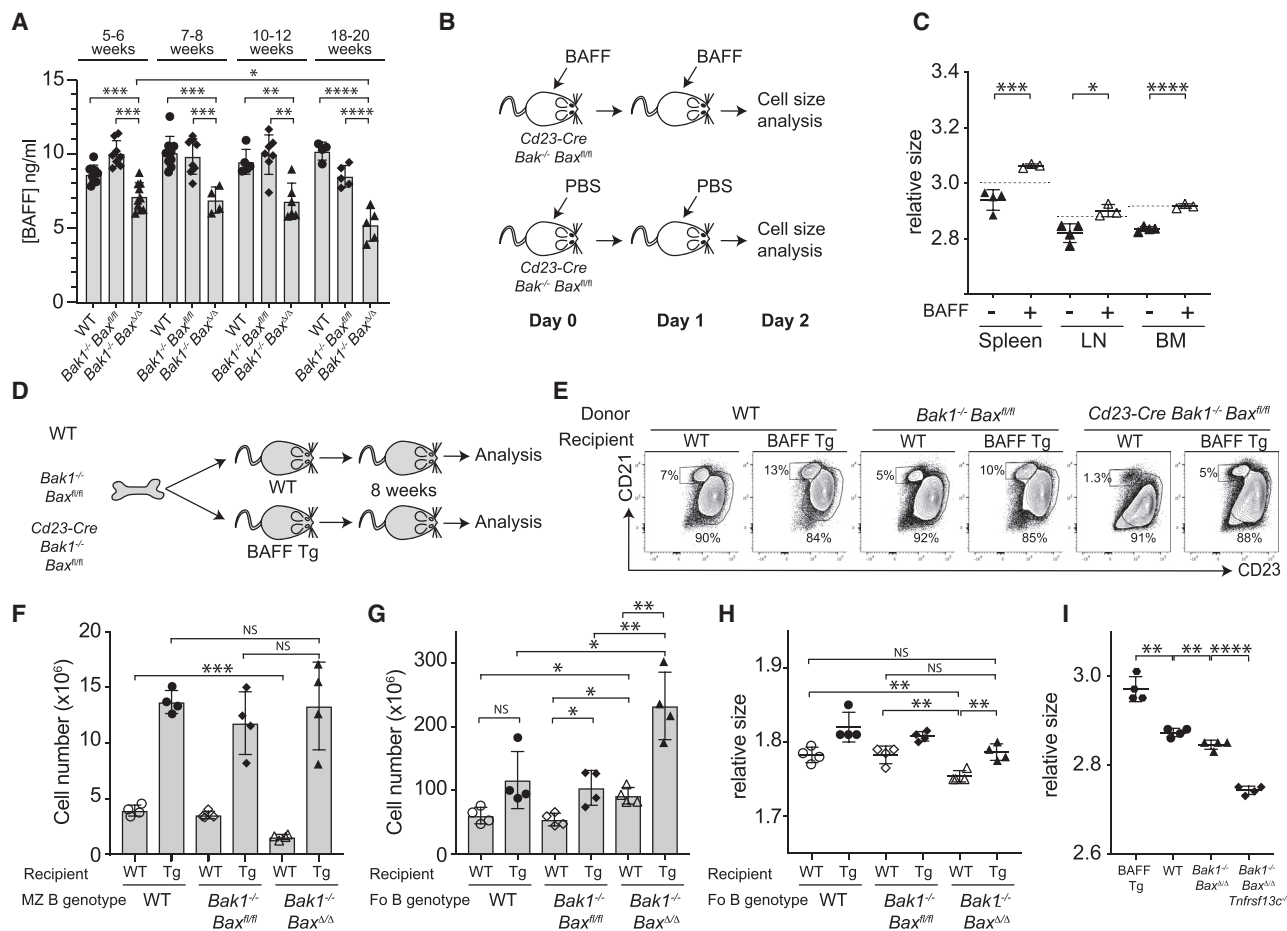 A
5-6 weeks
7-8 weeks
10-12 weeks
18-20 weeks
*
*** *** ** ****
*** *** ** ****
[BAFF] ng/ml
15
10
5
0
WT
Bak1-/- Baxfl/fl
Bak1-/- BaxΔ/Δ
WT
Bak1-/- Baxfl/fl
Bak1-/- BaxΔ/Δ
WT
Bak1-/- Baxfl/fl
Bak1-/- BaxΔ/Δ
WT
Bak1-/- Baxfl/fl
Bak1-/- BaxΔ/Δ
B
BAFF BAFF
Cell size
analysis
Cd23-Cre
Bak-/- Baxfl/fl
PBS PBS
Cell size
analysis
Cd23-Cre
Bak-/- Baxfl/fl
Day 0 Day 1 Day 2
C
relative size
3.4
3.2
3.0
2.8
*** * ****
BAFF - + - + - +
Spleen LN BM
D
WT
Bak1-/-
Baxfl/fl
Cd23-Cre
Bak1-/-
Baxfl/fl
WT
8 weeks
Analysis
BAFF Tg
Analysis
E
Donor WT Bak1-/- Baxfl/fl Cd23-Cre Bak1-/- Baxfl/fl
Recipient WT BAFF Tg WT BAFF Tg WT BAFF Tg
CD21
7% 13% 5% 10% 1.3% 5%
90% 84% 92% 85% 91% 88%
CD23
F
Cell number (x10⁶)
20
15
10
5
0
NS
NS
***
Recipient WT Tg WT Tg WT Tg
MZ B genotype WT Bak1-/- Bak1-/-
Baxfl/fl BaxΔ/Δ
G
Cell number (x10⁶)
300
200
100
0
**
**
*
*
*
NS
*
Recipient WT Tg WT Tg WT Tg
Fo B genotype WT Bak1-/- Bak1-/-
Baxfl/fl BaxΔ/Δ
H
relative size
1.9
1.8
1.7
NS
NS
**
** **
Recipient WT Tg WT Tg WT Tg
Fo B genotype WT Bak1-/- Bak1-/-
Baxfl/fl BaxΔ/Δ
I
relative size
3.0
2.8
2.6
** ** ****
BAFF
Tg
WT
Bak1-/-
BaxΔ/Δ
Bak1-/-
BaxΔ/Δ
Tnfrsf13c-/